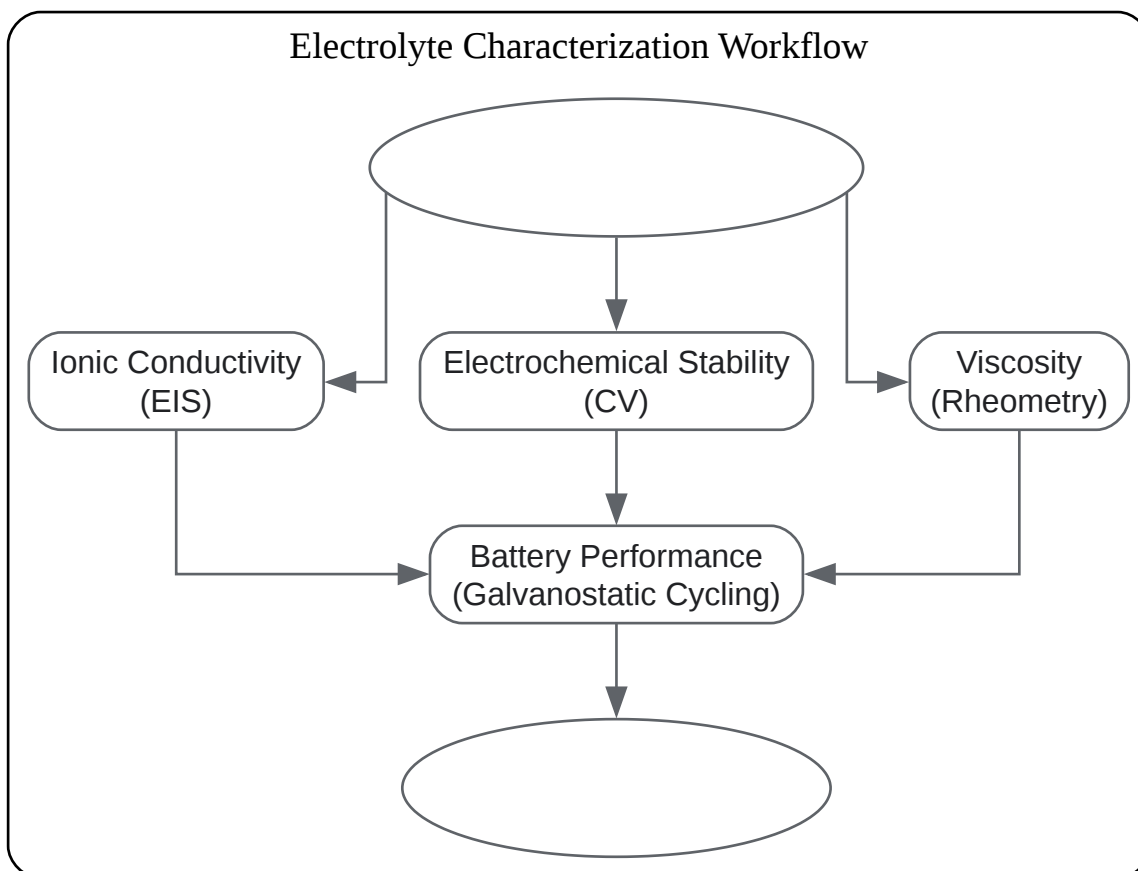 Electrolyte Characterization Workflow
Ionic Conductivity
(EIS)
Electrochemical Stability
(CV)
Viscosity
(Rheometry)
Battery Performance
(Galvanostatic Cycling)